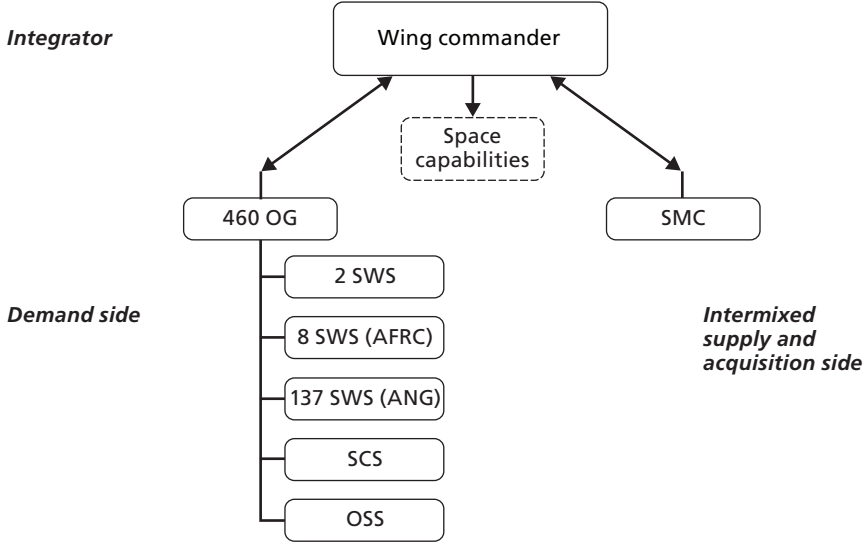 Integrator
Wing commander
Space
capabilities
460 OG
SMC
2 SWS
Demand side
8 SWS (AFRC)
Intermixed
supply and
acquisition side
137 SWS (ANG)
SCS
OSS